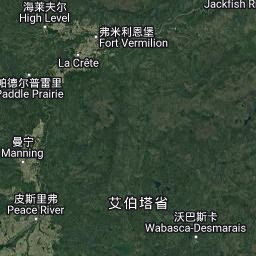 海莱夫尔
High Level
Jackfish R
弗米利恩堡
Fort Vermilion
La Crête
帕德尔普雷里
Paddle Prairie
曼宁
Manning
皮斯里弗
Peace River
艾伯塔省
沃巴斯卡
Wabasca-Desmarais